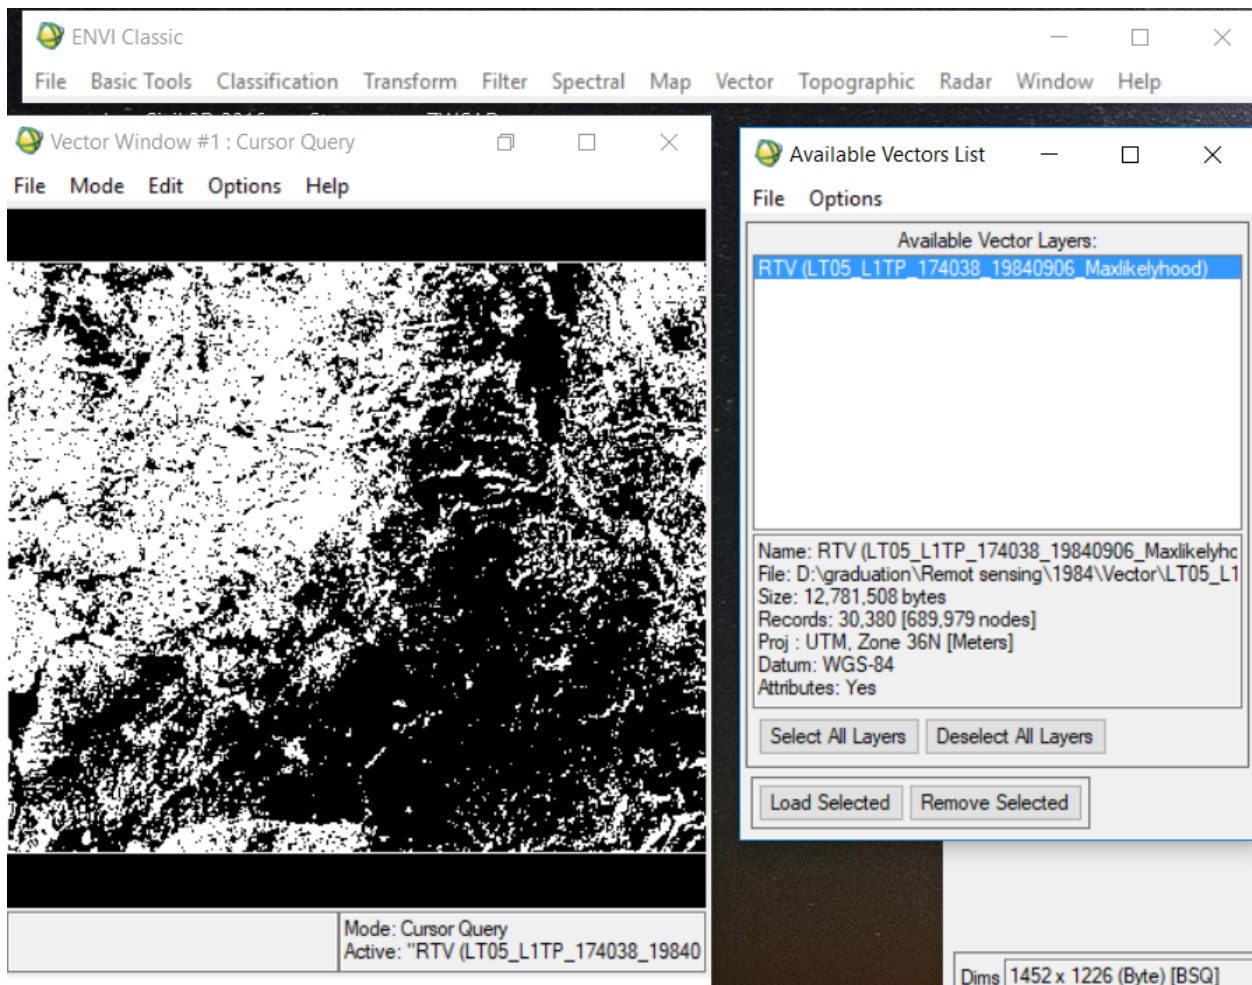 ENVI Classic
File Basic Tools Classification Transform Filter Spectral Map Vector Topographic Radar Window Help
Vector Window #1 : Cursor Query
File Mode Edit Options Help
Mode: Cursor Query
Active: "RTV (LT05_L1TP_174038_19840
Available Vectors List
File Options
Available Vector Layers:
RTV (LT05_L1TP_174038_19840906_Maxlikelyhood)
Name: RTV (LT05_L1TP_174038_19840906_Maxlikelyhc
File: D:\graduation\Remot sensing\1984\Vector\LT05_L1
Size: 12,781,508 bytes
Records: 30,380 [689,979 nodes]
Proj : UTM, Zone 36N [Meters]
Datum: WGS-84
Attributes: Yes
Select All Layers Deselect All Layers
Load Selected Remove Selected
Dims 1452 x 1226 (Byte) [BSQ]